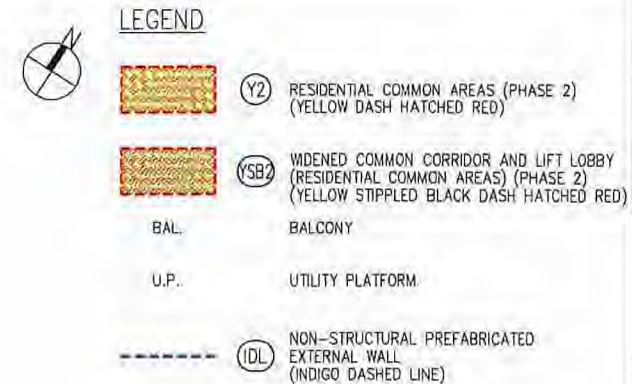 N
LEGEND
Y2 RESIDENTIAL COMMON AREAS (PHASE 2)
(YELLOW DASH HATCHED RED)
YSB2 WIDENED COMMON CORRIDOR AND LIFT LOBBY
(RESIDENTIAL COMMON AREAS) (PHASE 2)
(YELLOW STIPPLED BLACK DASH HATCHED RED)
BAL. BALCONY
U.P. UTILITY PLATFORM
IDL NON-STRUCTURAL PREFABRICATED
EXTERNAL WALL
(INDIGO DASHED LINE)